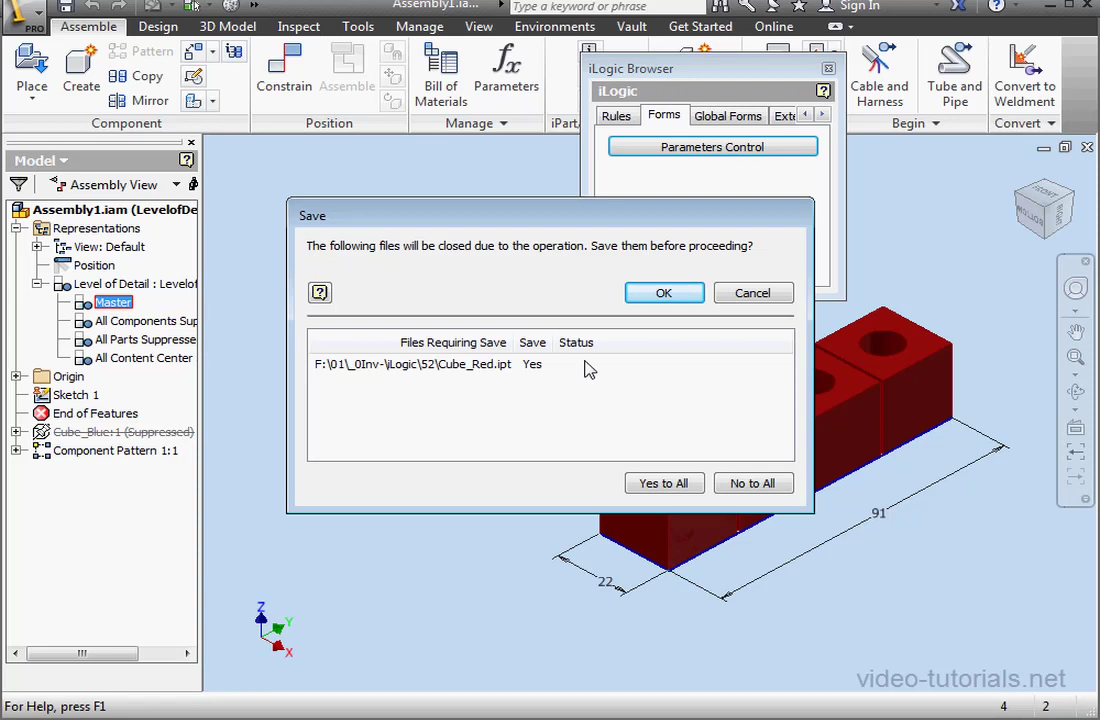 Assembly1.iam...
Type a keyword or phrase
Sign In
PRO
Assemble
Design
3D Model
Inspect
Tools
Manage
View
Environments
Vault
Get Started
Online
Place
Create
Pattern
Copy
Mirror
Component
Constrain
Assemble
Position
Bill of
Materials
Parameters
Manage
iPart
Cable and
Harness
Tube and
Pipe
Begin
Convert to
Weldment
Convert
iLogic Browser
iLogic
Rules
Forms
Global Forms
Exte
Parameters Control
Model
Assembly View
Assembly1.iam (LevelofDe
Representations
View: Default
Position
Level of Detail : Levelof
Master
All Components Sup
All Parts Suppresse
All Content Center
Origin
Sketch 1
End of Features
Cube_Blue:1 (Suppressed)
Component Pattern 1:1
Save
The following files will be closed due to the operation. Save them before proceeding?
OK
Cancel
Files Requiring Save
Save
Status
F:\01\_0Inv-\iLogic\52\Cube_Red.ipt
Yes
Yes to All
No to All
FRONT
BOTTOM
RIGHT
91
22
Z
Y
X
video-tutorials.net
For Help, press F1
4
2